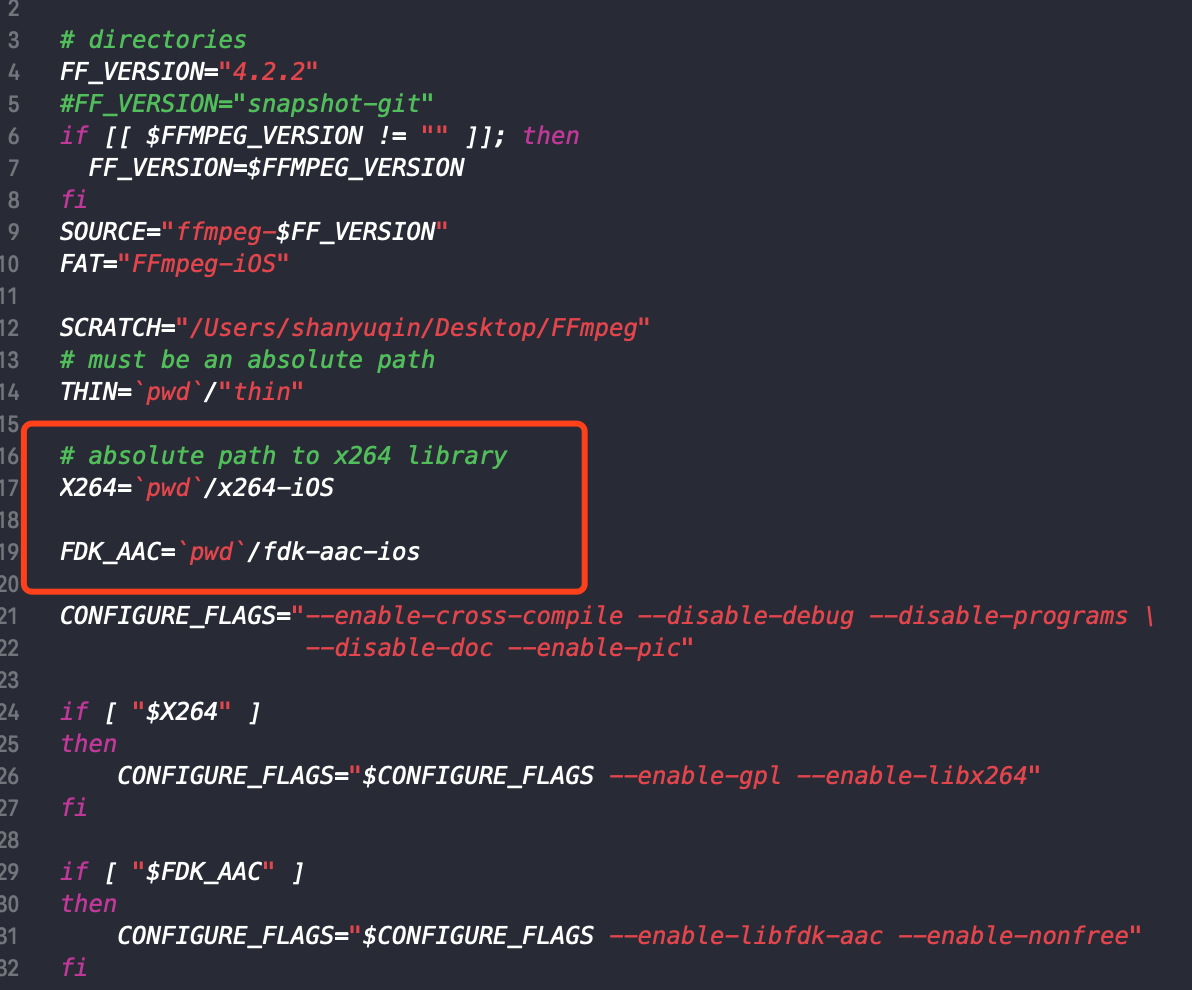 2
3 # directories
4 FF_VERSION="4.2.2"
5 #FF_VERSION="snapshot-git"
6 if [[ $FFMPEG_VERSION != "" ]]; then
7 FF_VERSION=$FFMPEG_VERSION
8 fi
9 SOURCE="ffmpeg-$FF_VERSION"
10 FAT="FFmpeg-iOS"
11
12 SCRATCH="/Users/shanyuqin/Desktop/FFmpeg"
13 # must be an absolute path
14 THIN=`pwd`/"thin"
15
16 # absolute path to x264 library
17 X264=`pwd`/x264-iOS
18
19 FDK_AAC=`pwd`/fdk-aac-ios
20
21 CONFIGURE_FLAGS="--enable-cross-compile --disable-debug --disable-programs \
22 --disable-doc --enable-pic"
23
24 if [ "$X264" ]
25 then
26 CONFIGURE_FLAGS="$CONFIGURE_FLAGS --enable-gpl --enable-libx264"
27 fi
28
29 if [ "$FDK_AAC" ]
30 then
31 CONFIGURE_FLAGS="$CONFIGURE_FLAGS --enable-libfdk-aac --enable-nonfree"
32 fi